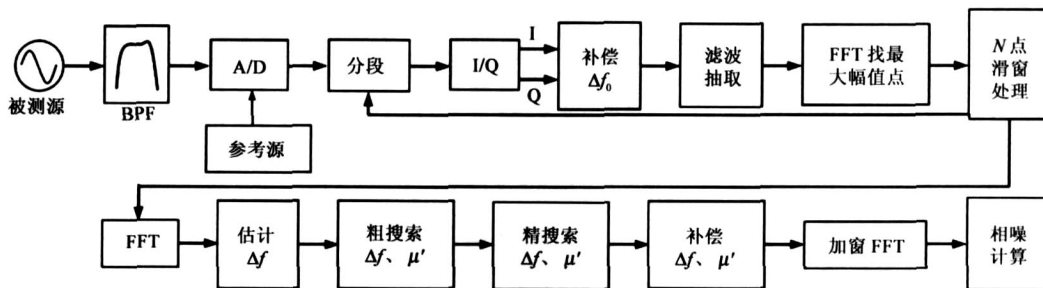 被测源
BPF
A/D
参考源
分段
I/Q
I
Q
补偿
Δf₀
滤波
抽取
FFT 找最
大幅值点
N 点
滑窗
处理
FFT
估计
Δf
粗搜索
Δf、μ′
精搜索
Δf、μ′
补偿
Δf、μ′
加窗 FFT
相噪
计算